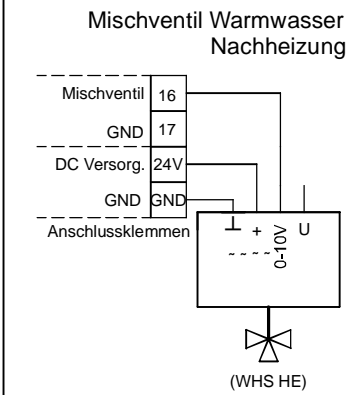 Mischventil Warmwasser
Nachheizung
Mischventil 16
GND 17
DC Versorg. 24V
GND GND
Anschlussklemmen
⊥ + 0-10V U
~ ~ ~ ~
(WHS HE)